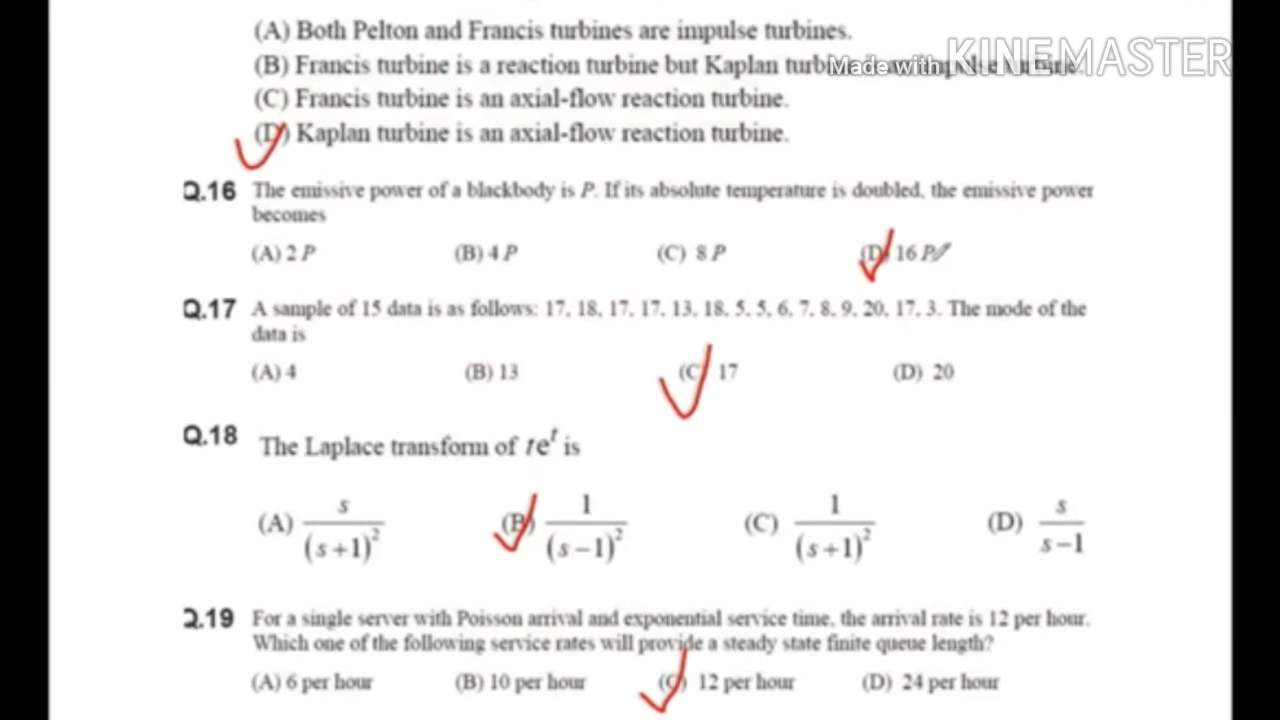 (A) Both Pelton and Francis turbines are impulse turbines.
(B) Francis turbine is a reaction turbine but Kaplan
Made with KINEMASTER
(C) Francis turbine is an axial-flow reaction turbine.
(D) Kaplan turbine is an axial-flow reaction turbine.
Q.16 The emissive power of a blackbody is P. If its absolute temperature is doubled, the emissive power
becomes
(A) 2 P (B) 4 P (C) 8 P (D) 16 P
Q.17 A sample of 15 data is as follows: 17, 18, 17, 17, 13, 18, 5, 5, 6, 7, 8, 9, 20, 17, 3. The mode of the
data is
(A) 4 (B) 13 (C) 17 (D) 20
Q.18 The Laplace transform of te^t is
(A) s/(s+1)^2 (B) 1/(s−1)^2 (C) 1/(s+1)^2 (D) s/s−1
Q.19 For a single server with Poisson arrival and exponential service time, the arrival rate is 12 per hour.
Which one of the following service rates will provide a steady state finite queue length?
(A) 6 per hour (B) 10 per hour (C) 12 per hour (D) 24 per hour